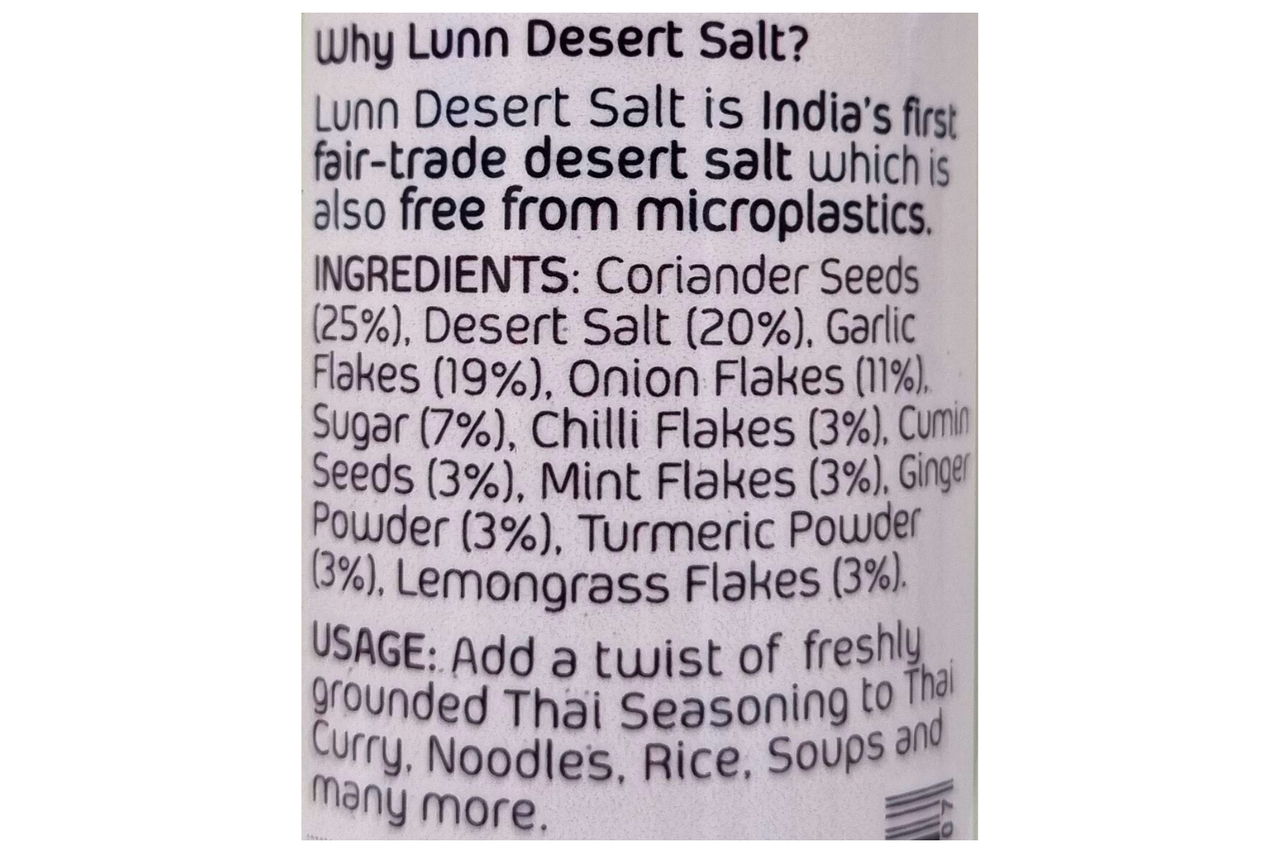 Why Lunn Desert Salt?
Lunn Desert Salt is India's first
fair-trade desert salt which is
also free from microplastics.
INGREDIENTS: Coriander Seeds
(25%), Desert Salt (20%), Garlic
Flakes (19%), Onion Flakes (11%),
Sugar (7%), Chilli Flakes (3%), Cumin
Seeds (3%), Mint Flakes (3%), Ginger
Powder (3%), Turmeric Powder
(3%), Lemongrass Flakes (3%).
USAGE: Add a twist of freshly
grounded Thai Seasoning to Thai
Curry, Noodles, Rice, Soups and
many more.